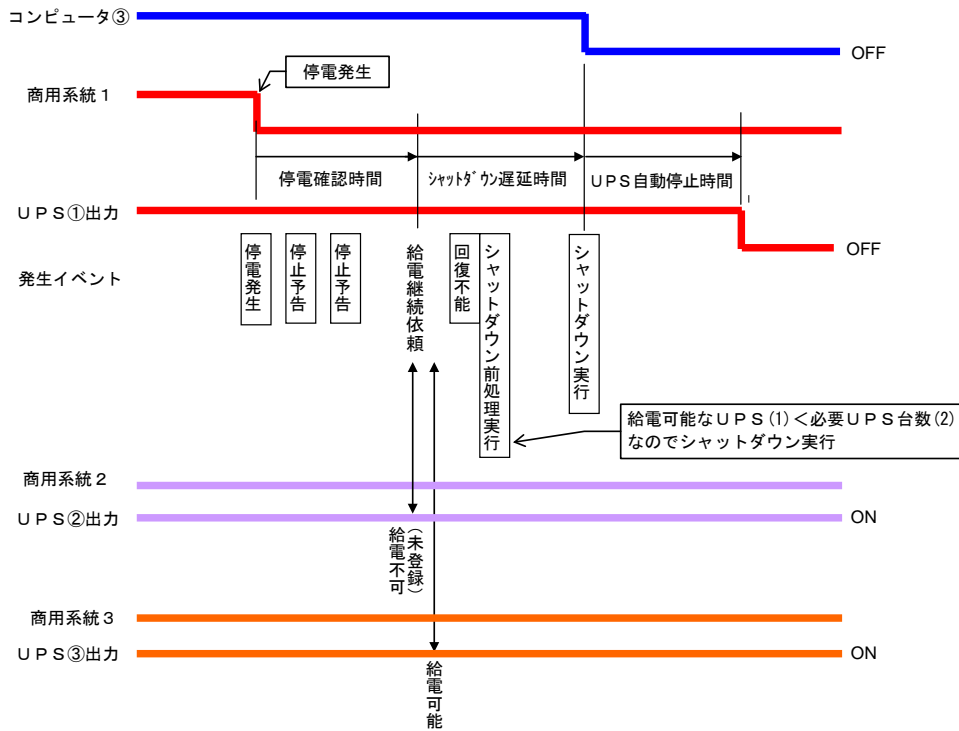 コンピュータ③
OFF
停電発生
商用系統1
停電確認時間
ｼｬｯﾄﾀﾞｳﾝ遅延時間
UPS自動停止時間
UPS①出力
OFF
発生イベント
停電発生
停止予告
停止予告
給電継続依頼
回復不能
シャットダウン前処理実行
シャットダウン実行
給電可能なUPS(1)<必要UPS台数(2)
なのでシャットダウン実行
商用系統2
UPS②出力
ON
(未登録)
給電不可
商用系統3
UPS③出力
ON
給電可能